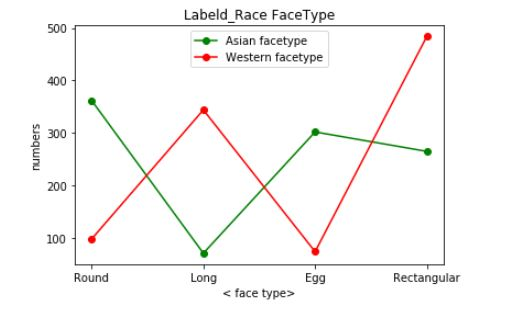 Labeld_Race FaceType
Asian facetype
Western facetype
500
400
300
200
100
numbers
Round Long Egg Rectangular
< face type>